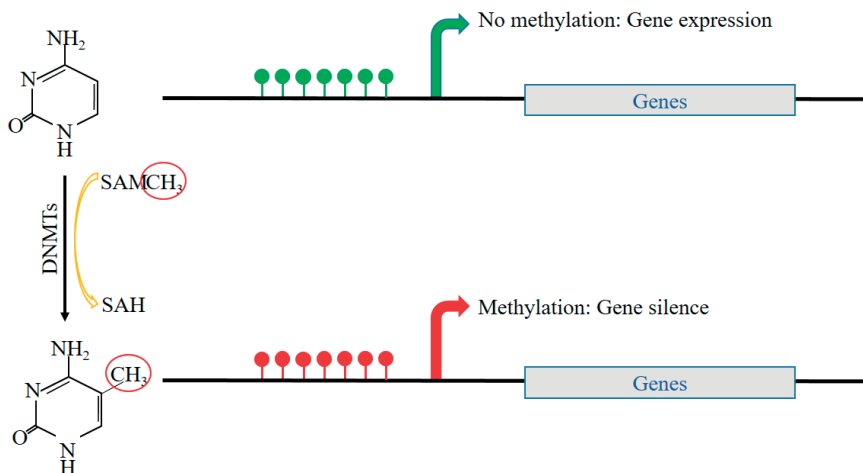 NH₂
N
O
N
H
No methylation: Gene expression
Genes
SAMCH₃
DNMTs
SAH
Methylation: Gene silence
NH₂
CH₃
N
O
N
H
Genes